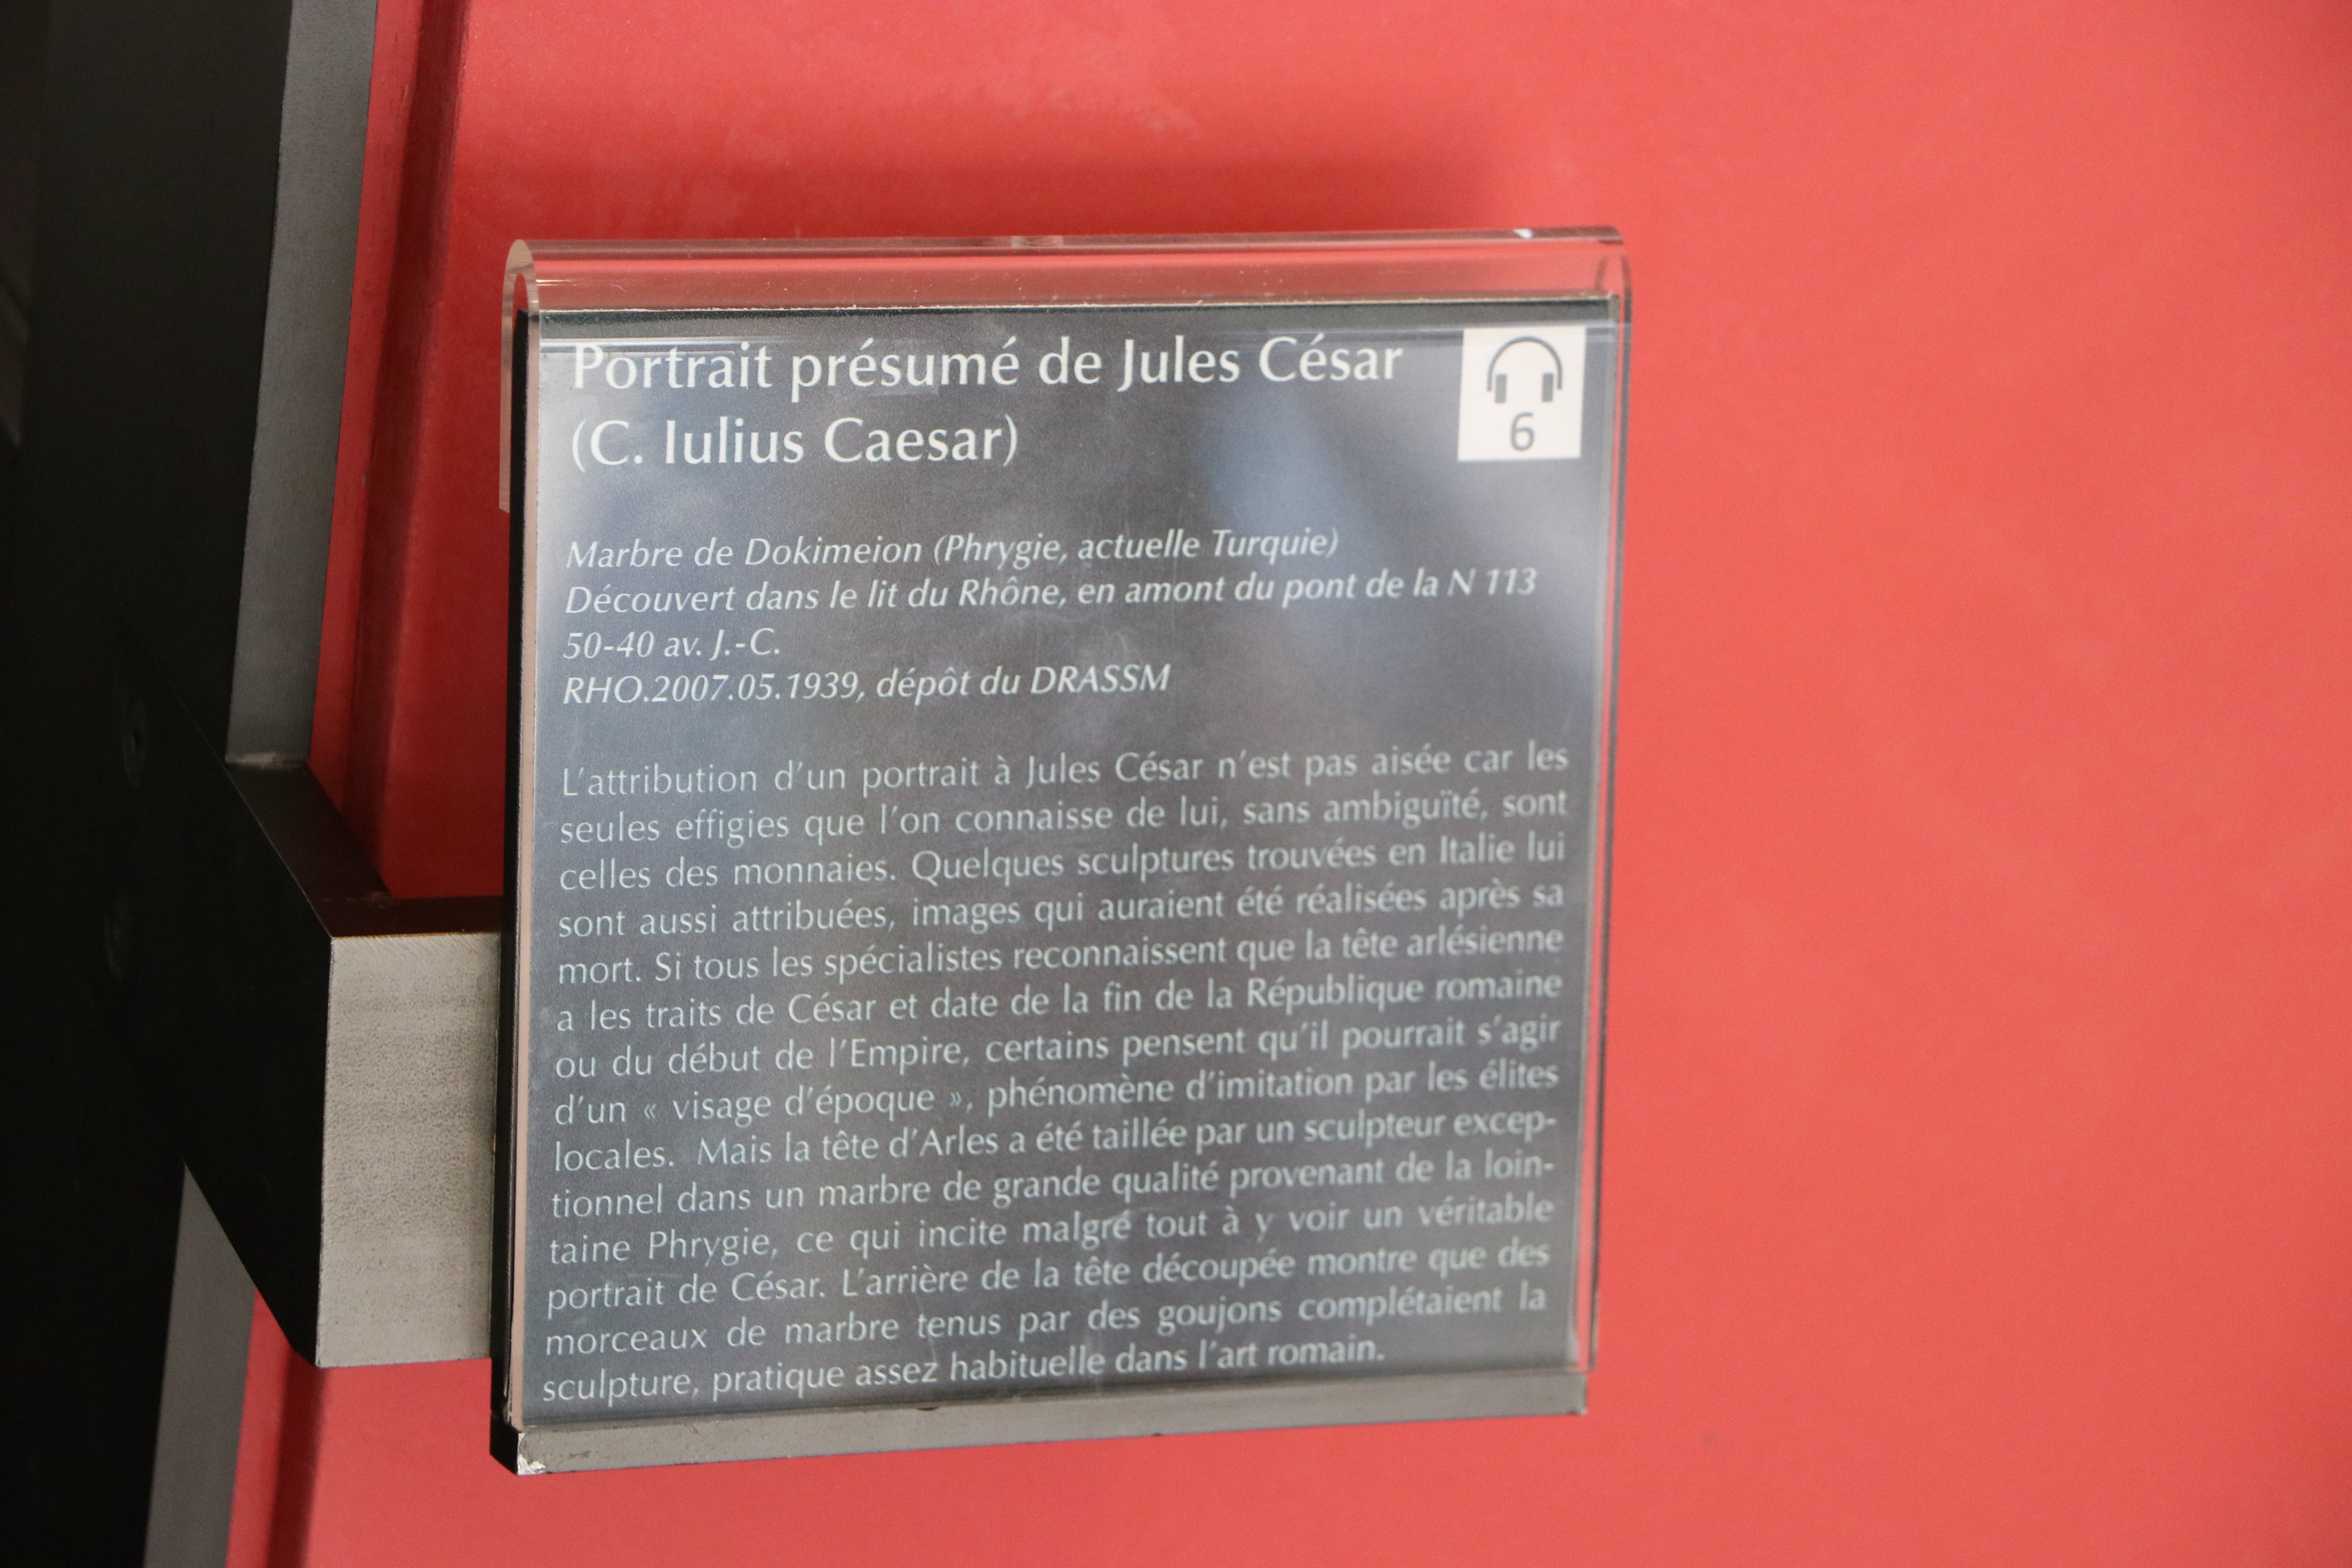 Portrait présumé de Jules César
(C. Iulius Caesar)
6
Marbre de Dokimeion (Phrygie, actuelle Turquie)
Découvert dans le lit du Rhône, en amont du pont de la N 113
50-40 av. J.-C.
RHO.2007.05.1939, dépôt du DRASSM
L'attribution d'un portrait à Jules César n'est pas aisée car les
seules effigies que l'on connaisse de lui, sans ambiguïté, sont
celles des monnaies. Quelques sculptures trouvées en Italie lui
sont aussi attribuées, images qui auraient été réalisées après sa
mort. Si tous les spécialistes reconnaissent que la tête arlésienne
a les traits de César et date de la fin de la République romaine
ou du début de l'Empire, certains pensent qu'il pourrait s'agir
d'un « visage d'époque », phénomène d'imitation par les élites
locales. Mais la tête d'Arles a été taillée par un sculpteur excep-
tionnel dans un marbre de grande qualité provenant de la loin-
taine Phrygie, ce qui incite malgré tout à y voir un véritable
portrait de César. L'arrière de la tête découpée montre que des
morceaux de marbre tenus par des goujons complétaient la
sculpture, pratique assez habituelle dans l'art romain.